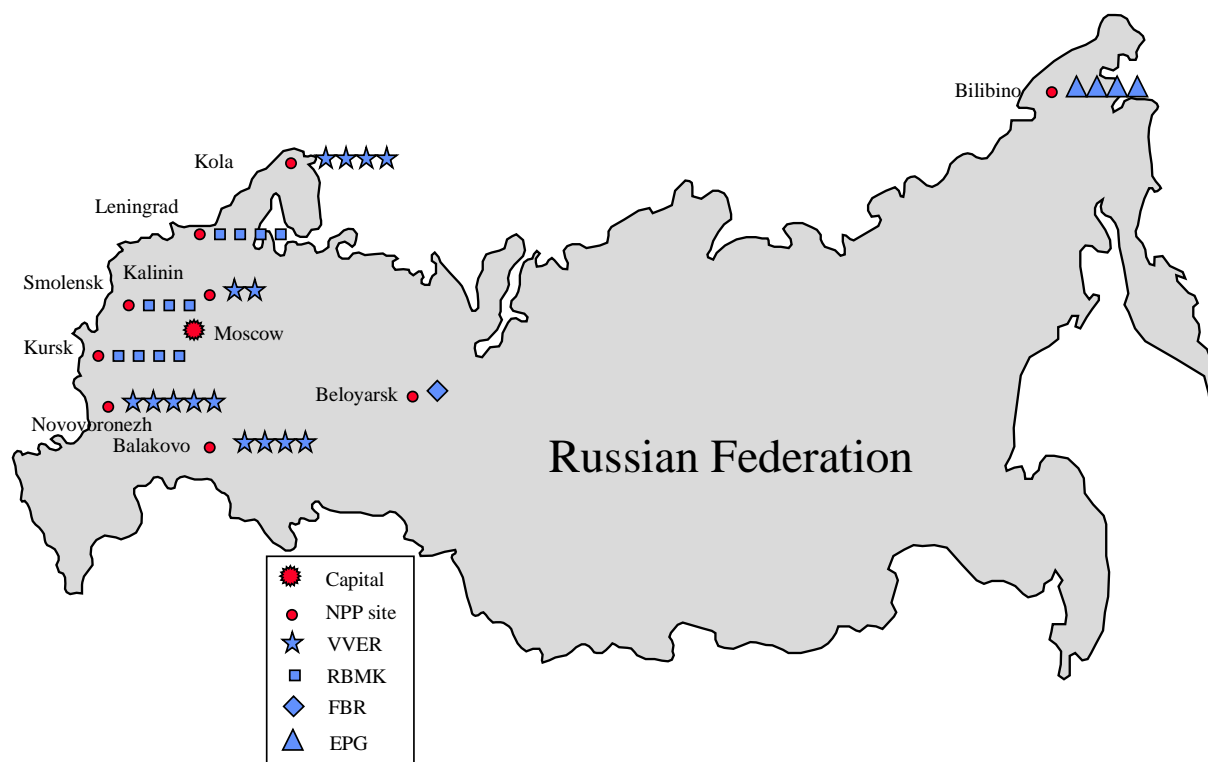 Bilibino
Kola
Leningrad
Kalinin
Smolensk
Moscow
Kursk
Beloyarsk
Novovoronezh
Balakovo
Russian Federation
Capital
NPP site
VVER
RBMK
FBR
EPG